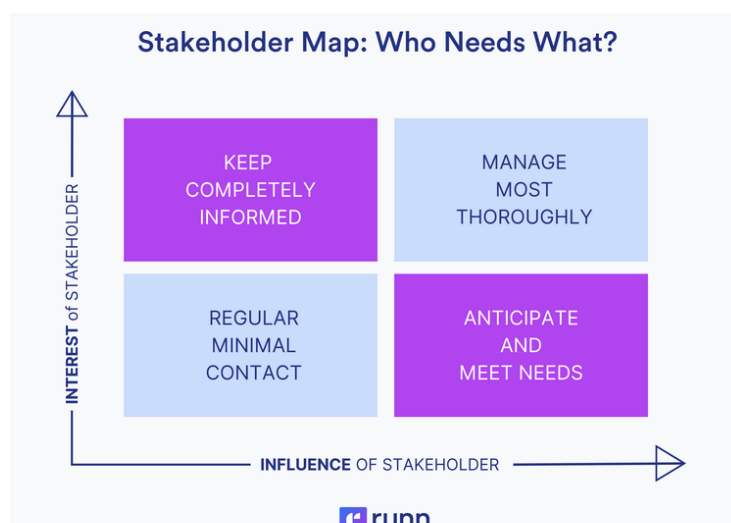 Stakeholder Map: Who Needs What?
KEEP
COMPLETELY
INFORMED
MANAGE
MOST
THOROUGHLY
INTEREST of STAKEHOLDER
REGULAR
MINIMAL
CONTACT
ANTICIPATE
AND
MEET NEEDS
INFLUENCE OF STAKEHOLDER